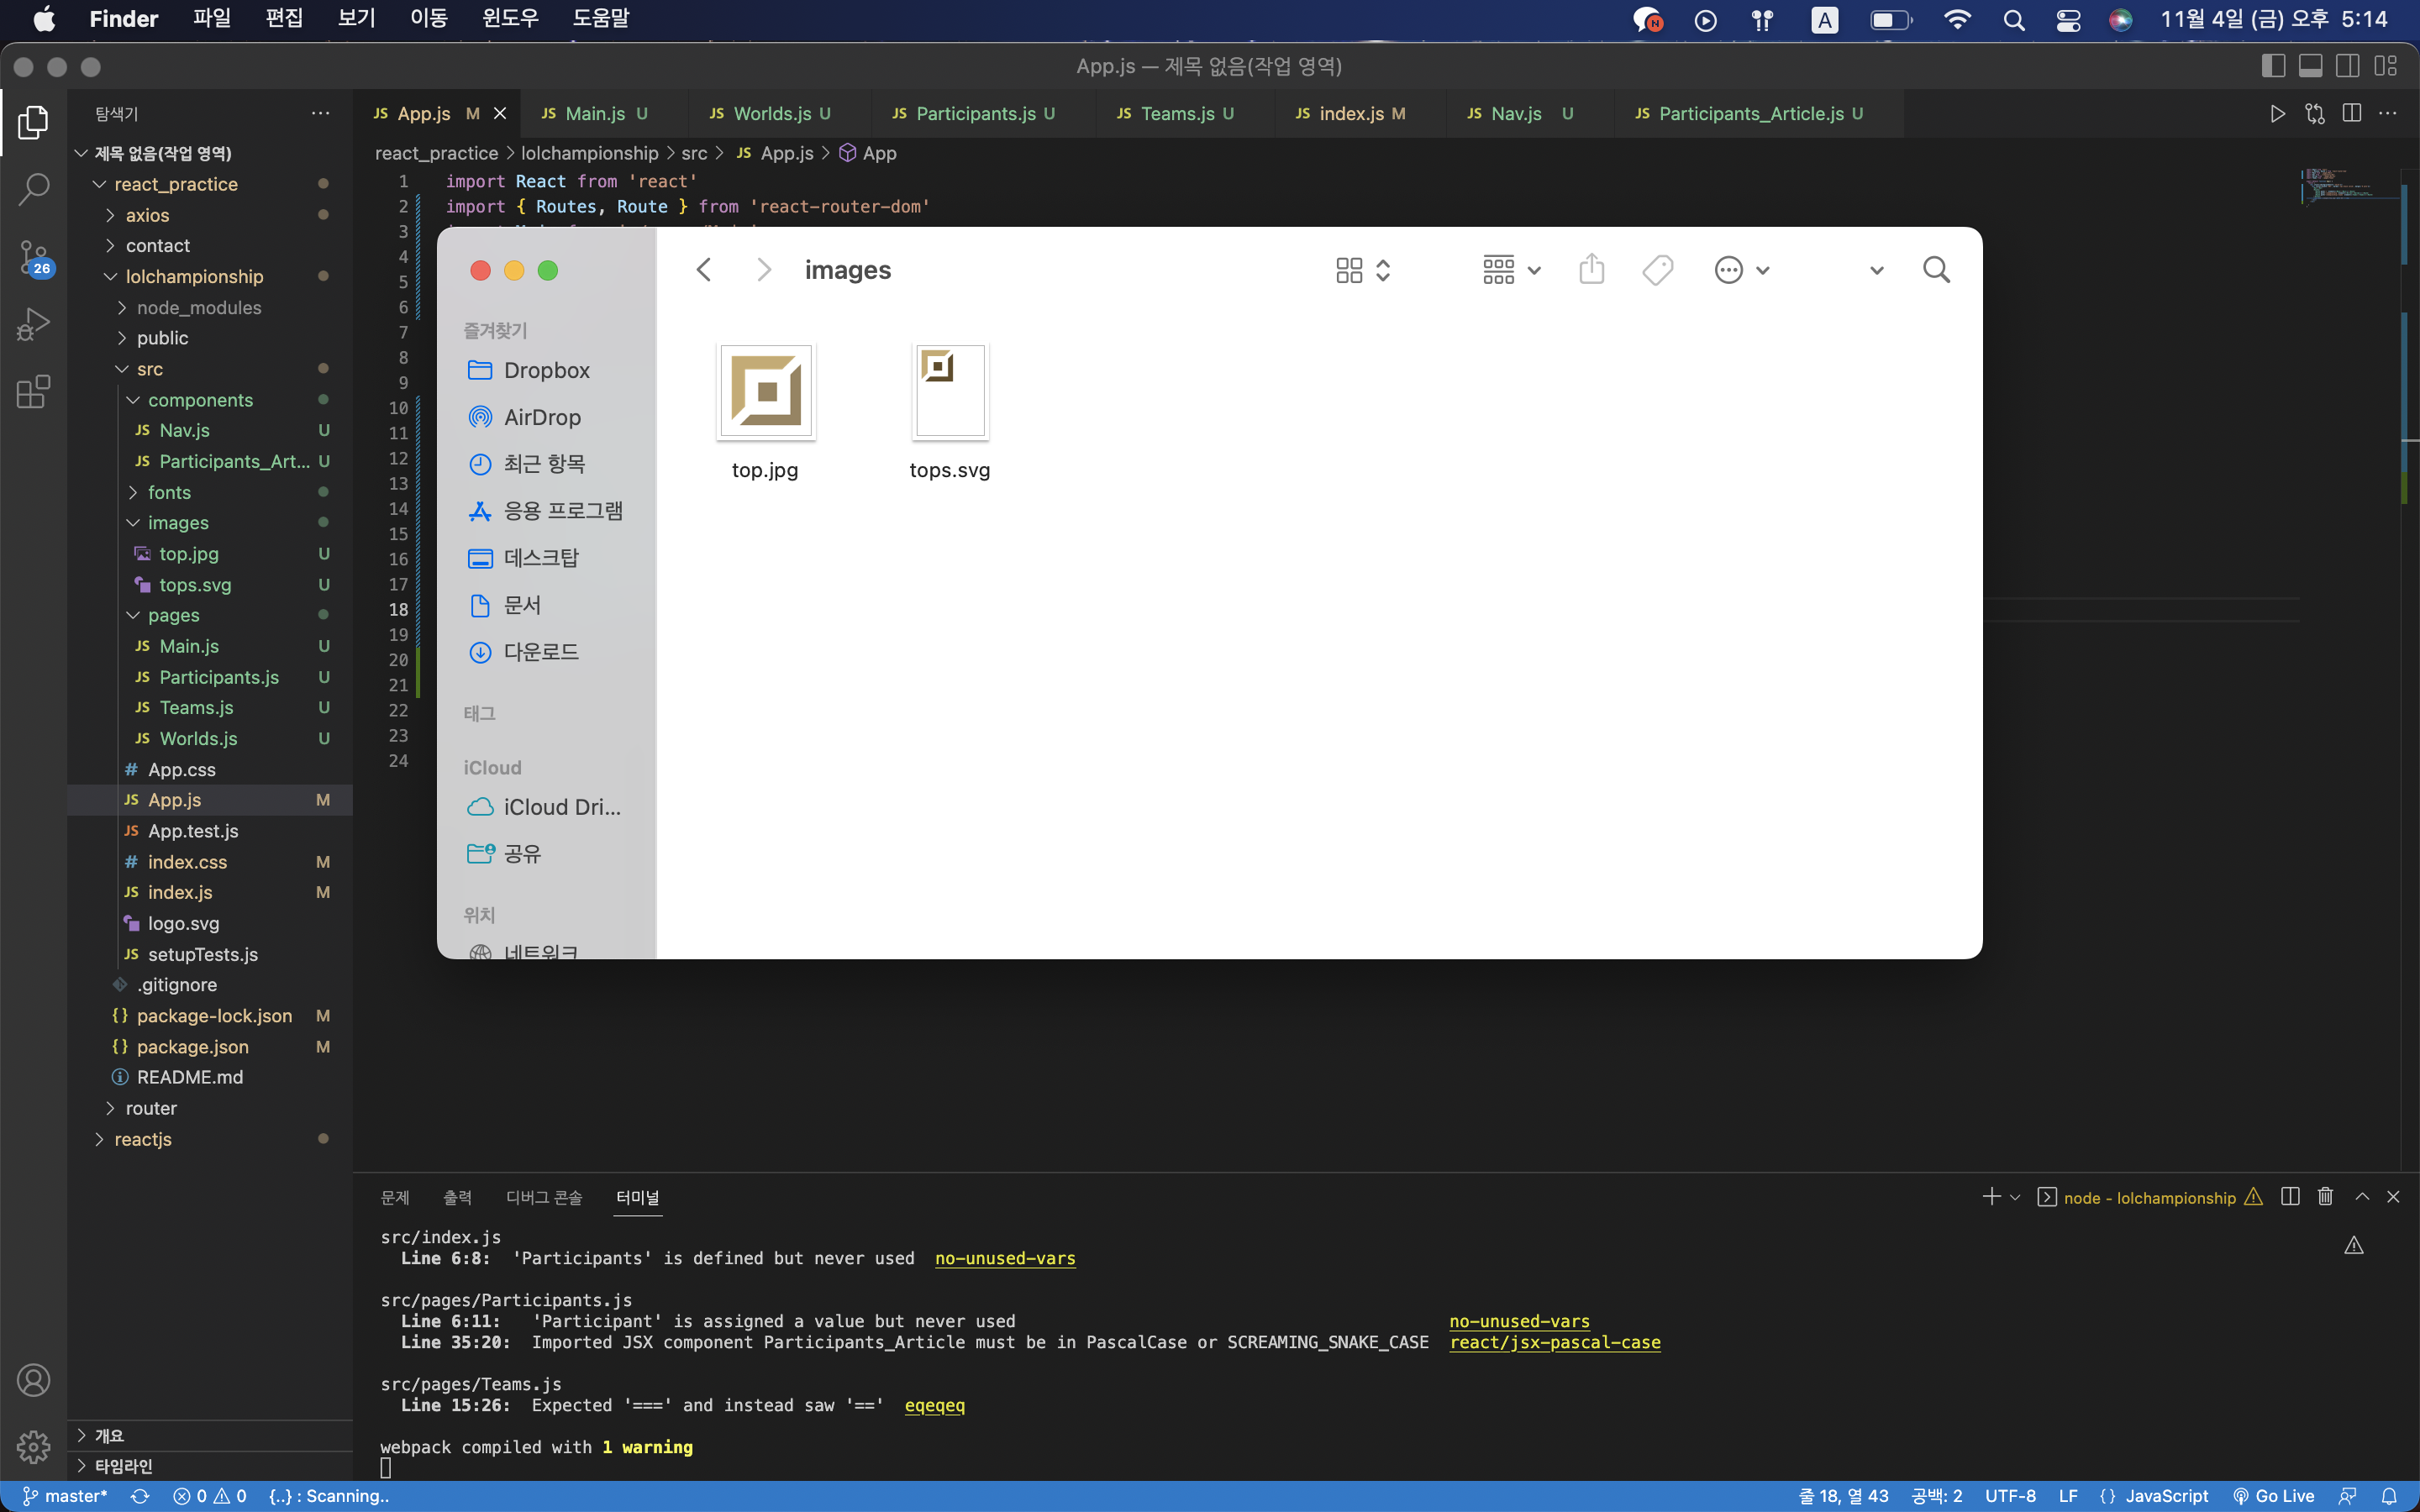 Finder 파일 편집 보기 이동 윈도우 도움말
N A 11월 4일 (금) 오후 5:14
App.js — 제목 없음(작업 영역)
탐색기
제목 없음(작업 영역)
react_practice
axios
contact
lolchampionship
node_modules
public
src
components
JS Nav.js U
JS Participants_Art... U
fonts
images
top.jpg U
tops.svg U
pages
JS Main.js U
JS Participants.js U
JS Teams.js U
JS Worlds.js U
# App.css
JS App.js M
JS App.test.js
# index.css M
JS index.js M
logo.svg
JS setupTests.js
.gitignore
{} package-lock.json M
{} package.json M
README.md
router
reactjs
개요
타임라인
26
JS App.js M JS Main.js U JS Worlds.js U JS Participants.js U JS Teams.js U JS index.js M JS Nav.js U JS Participants_Article.js U
react_practice > lolchampionship > src > JS App.js > App
1 import React from 'react'
2 import { Routes, Route } from 'react-router-dom'
3
4
5
6
7
8
9
10
11
12
13
14
15
16
17
18
19
20
21
22
23
24
images
즐겨찾기
Dropbox
AirDrop
최근 항목
응용 프로그램
데스크탑
문서
다운로드
태그
iCloud
iCloud Dri...
공유
위치
네트워크
top.jpg
tops.svg
문제 출력 디버그 콘솔 터미널
node - lolchampionship
src/index.js
Line 6:8: 'Participants' is defined but never used no-unused-vars
src/pages/Participants.js
Line 6:11: 'Participant' is assigned a value but never used no-unused-vars
Line 35:20: Imported JSX component Participants_Article must be in PascalCase or SCREAMING_SNAKE_CASE react/jsx-pascal-case
src/pages/Teams.js
Line 15:26: Expected '===' and instead saw '==' eqeqeq
webpack compiled with 1 warning
master* 0 0 {..} : Scanning..
줄 18, 열 43 공백: 2 UTF-8 LF {} JavaScript Go Live